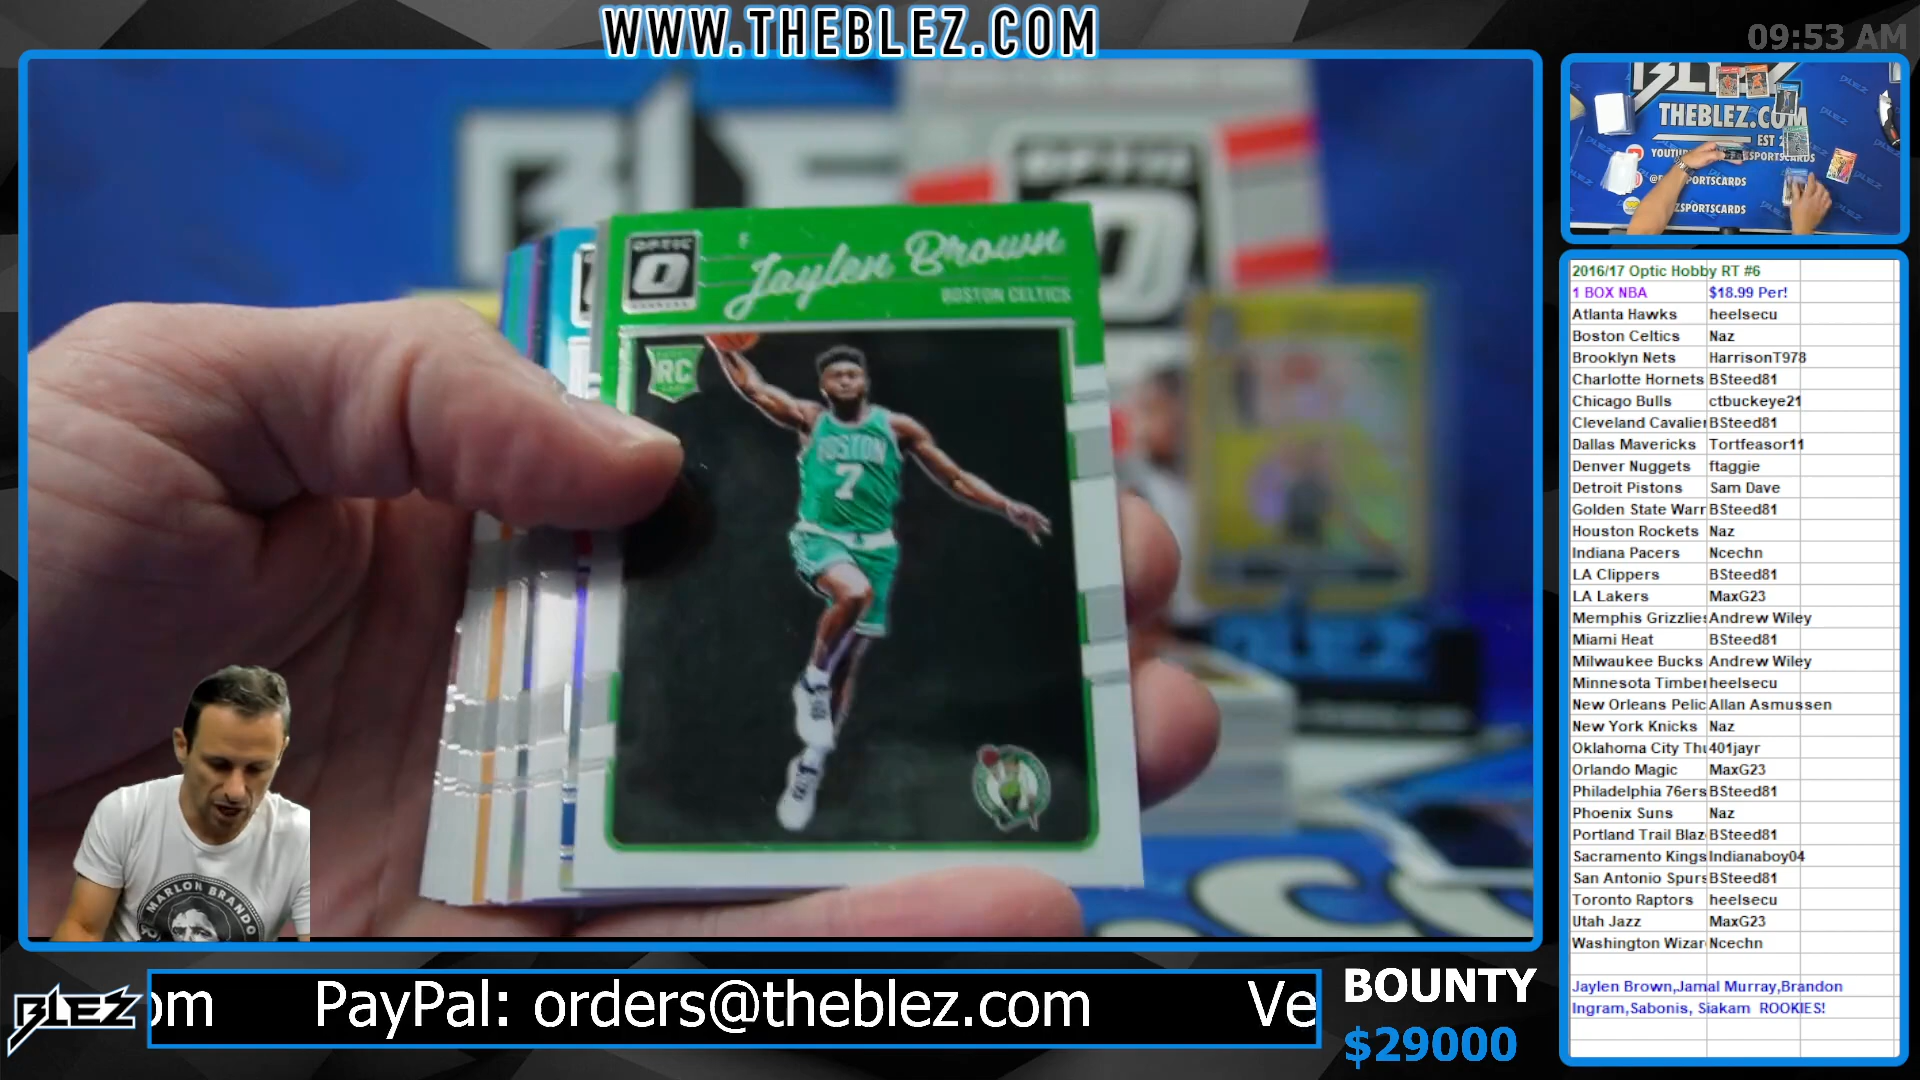 WWW.THEBLEZ.COM
09:53 AM
BLEZ
THEBLEZ.COM
OPTIC
Jaylen Brown
BOSTON CELTICS
RC
BOSTON
7
MARLON BRANDO
2016/17 Optic Hobby RT #6
1 BOX NBA $18.99 Per!
Atlanta Hawks heelsecu
Boston Celtics Naz
Brooklyn Nets HarrisonT978
Charlotte Hornets BSteed81
Chicago Bulls ctbuckeye21
Cleveland Cavalier BSteed81
Dallas Mavericks Tortfeasor11
Denver Nuggets ftaggie
Detroit Pistons Sam Dave
Golden State Warr BSteed81
Houston Rockets Naz
Indiana Pacers Ncechn
LA Clippers BSteed81
LA Lakers MaxG23
Memphis Grizzlies Andrew Wiley
Miami Heat BSteed81
Milwaukee Bucks Andrew Wiley
Minnesota Timber heelsecu
New Orleans Pelic Allan Asmussen
New York Knicks Naz
Oklahoma City Thu 401jayr
Orlando Magic MaxG23
Philadelphia 76ers BSteed81
Phoenix Suns Naz
Portland Trail Blaz BSteed81
Sacramento Kings Indianaboy04
San Antonio Spurs BSteed81
Toronto Raptors heelsecu
Utah Jazz MaxG23
Washington Wizar Ncechn
Jaylen Brown,Jamal Murray,Brandon
Ingram,Sabonis, Siakam ROOKIES!
BLEZ
om PayPal: orders@theblez.com Ve
BOUNTY
$29000